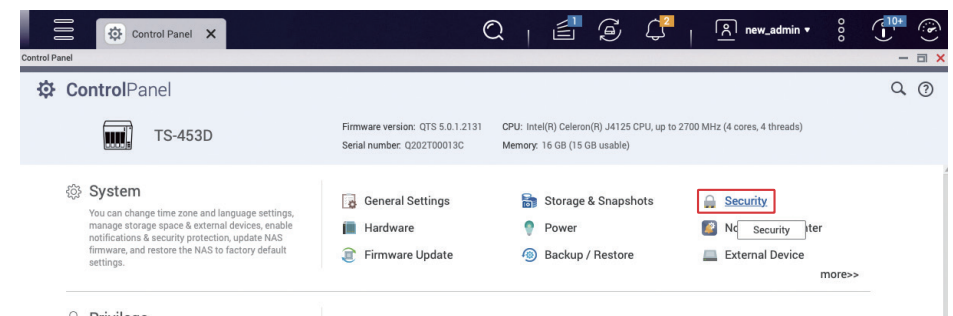 Control Panel
1
2
new_admin
10+
Control Panel
ControlPanel
TS-453D
Firmware version: QTS 5.0.1.2131
CPU: Intel(R) Celeron(R) J4125 CPU, up to 2700 MHz (4 cores, 4 threads)
Serial number: Q202T00013C
Memory: 16 GB (15 GB usable)
System
You can change time zone and language settings,
manage storage space & external devices, enable
notifications & security protection, update NAS
firmware, and restore the NAS to factory default
settings.
General Settings
Storage & Snapshots
Security
Hardware
Power
Security
Firmware Update
Backup / Restore
External Device
more>>